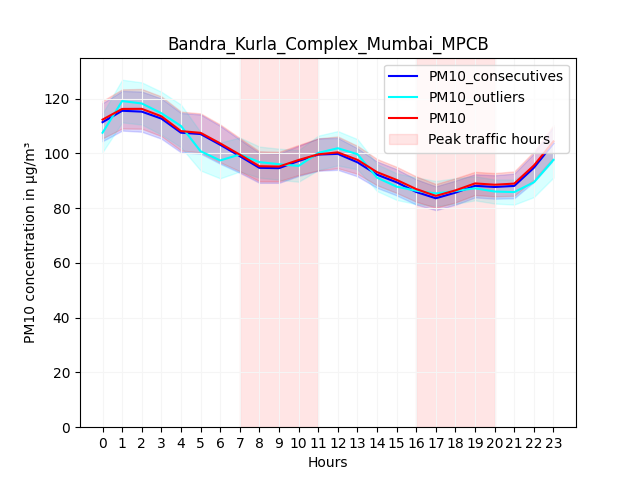 Bandra_Kurla_Complex_Mumbai_MPCB
PM10_consecutives
PM10_outliers
PM10
Peak traffic hours
PM10 concentration in µg/m³
120
100
80
60
40
20
0
0 1 2 3 4 5 6 7 8 9 10 11 12 13 14 15 16 17 18 19 20 21 22 23
Hours